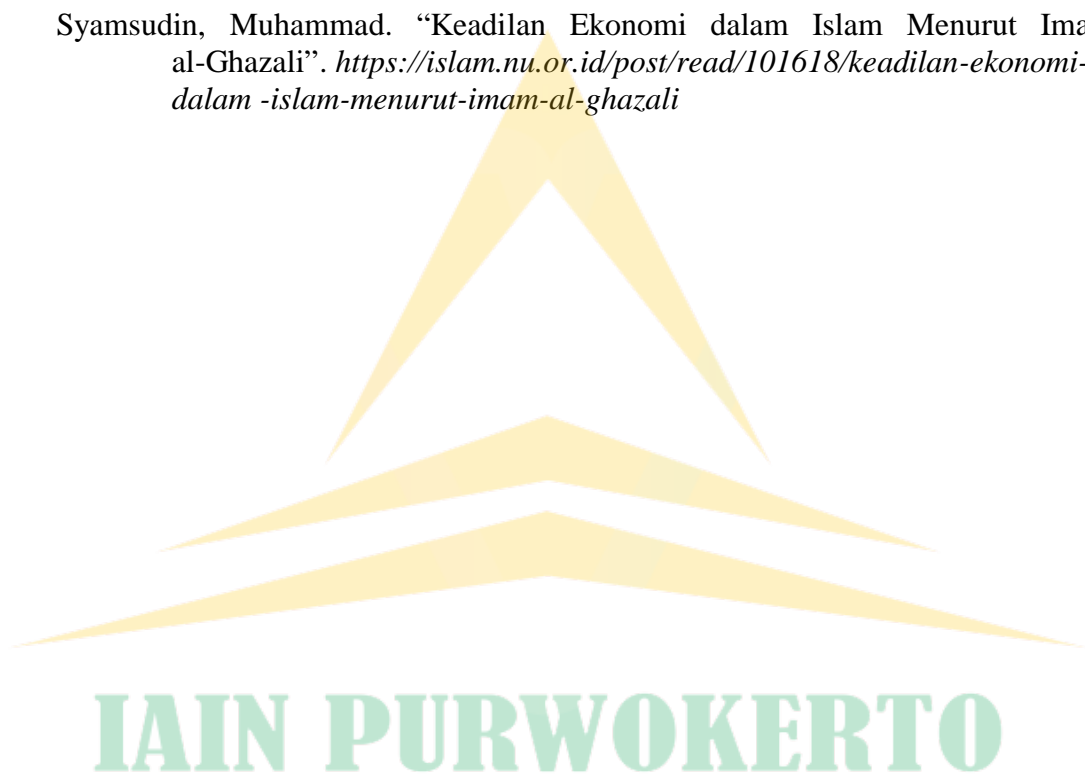 Syamsudin, Muhammad. “Keadilan Ekonomi dalam Islam Menurut Ima
al-Ghazali”. https://islam.nu.or.id/post/read/101618/keadilan-ekonomi-
dalam -islam-menurut-imam-al-ghazali
IAIN PURWOKERTO